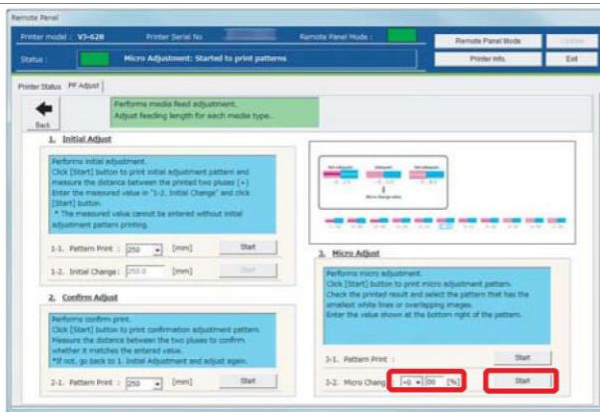 Remote Panel
Printer model : VJ-628 Printer Serial No Remote Panel Mode :
Remote Panel Mode
Status : Micro Adjustment: Started to print patterns
Printer Info. Exit
Printer Status PF Adjust
Back
Performs media feed adjustment.
Adjust feeding length for each media type.
1. Initial Adjust
Performs initial adjustment.
Click [Start] button to print initial adjustment pattern and
measure the distance between the printed two pluses (+)
Enter the measured value in "1-2. Initial Change" and click
[Start] button.
* The measured value cannot be entered without initial
adjustment pattern printing.
1-1. Pattern Print : 250 [mm] Start
1-2. Initial Change: 250.0 [mm] Start
2. Confirm Adjust
Performs confirm print.
Click [Start] button to print confirmation adjustment pattern.
Measure the distance between the two pluses to confirm
whether it matches the entered value.
*If not, go back to 1. Initial Adjustment and adjust again.
2-1. Pattern Print : 250 [mm] Start
3. Micro Adjust
Performs micro adjustment.
Click [Start] button to print micro adjustment pattern.
Check the printed result and select the pattern that has the
smallest white lines or overlapping images.
Enter the value shown at the bottom right of the pattern.
3-1. Pattern Print : Start
3-2. Micro Chang +0. 00 [%] Start